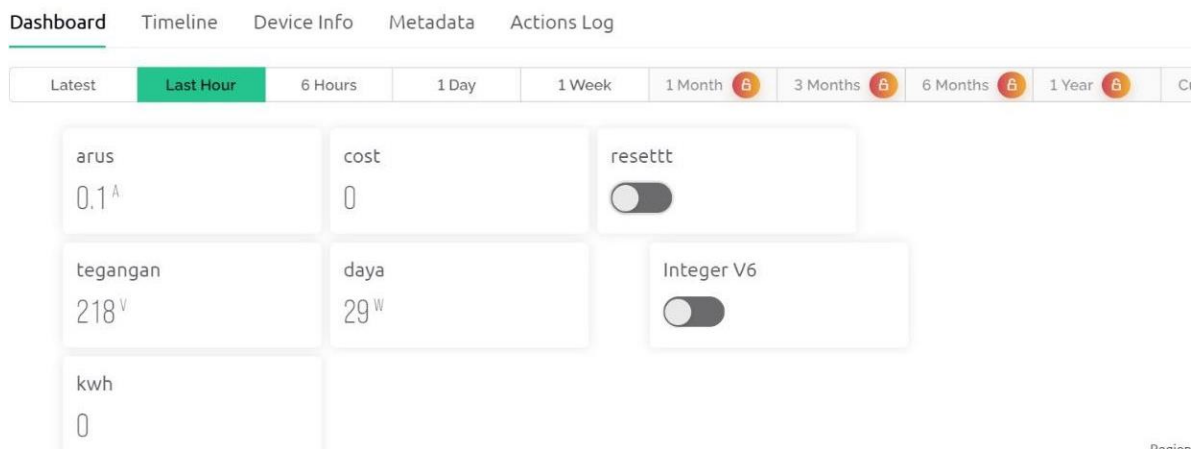 Dashboard Timeline Device Info Metadata Actions Log
Latest Last Hour 6 Hours 1 Day 1 Week 1 Month 3 Months 6 Months 1 Year
arus cost resettt
0.1 A 0
tegangan daya Integer V6
218 V 29 W
kwh
0
Region